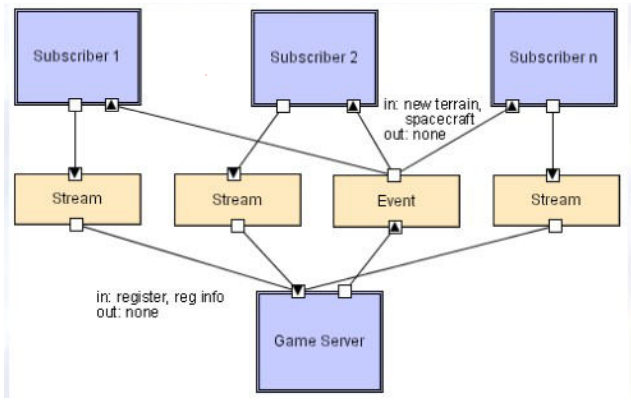 Subscriber 1
Subscriber 2
Subscriber n
in: new terrain,
spacecraft
out: none
Stream
Stream
Event
Stream
in: register, reg info
out: none
Game Server